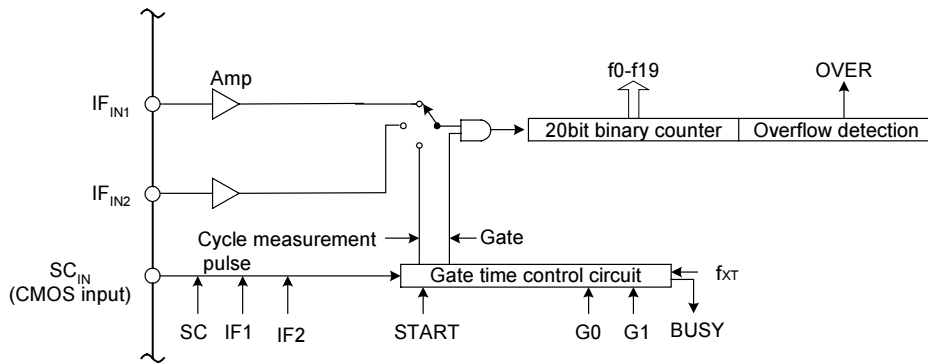 f0-f19
OVER
Amp
IF_IN1
20bit binary counter
Overflow detection
IF_IN2
Cycle measurement
pulse
Gate
SC_IN
(CMOS input)
Gate time control circuit
f_XT
SC
IF1
IF2
START
G0
G1
BUSY